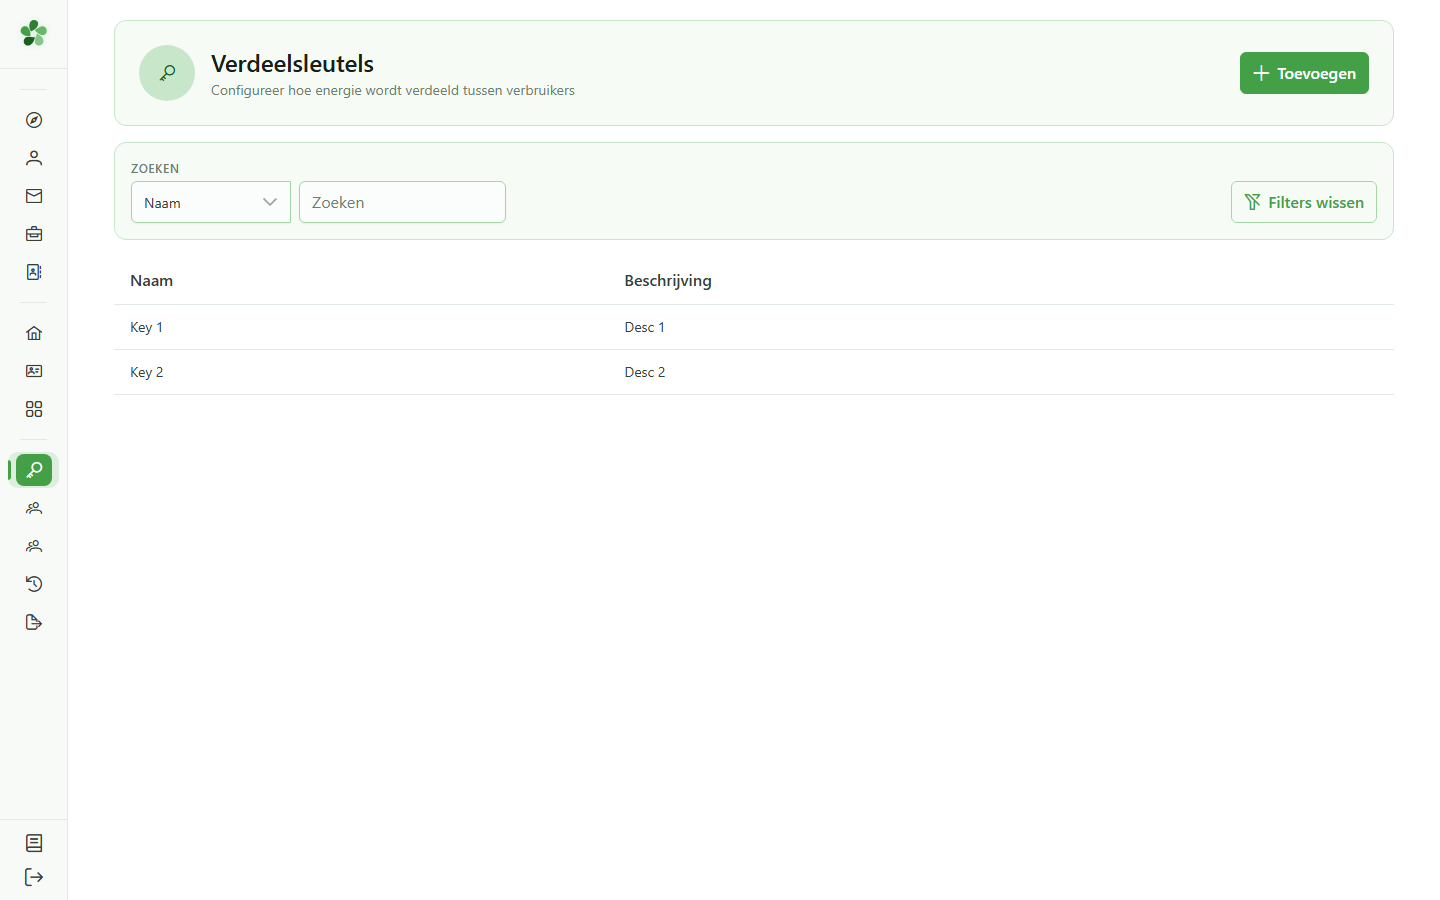 Verdeelsleutels
Configureer hoe energie wordt verdeeld tussen verbruikers
Toevoegen
ZOEKEN
Naam
Zoeken
Filters wissen
Naam Beschrijving
Key 1 Desc 1
Key 2 Desc 2